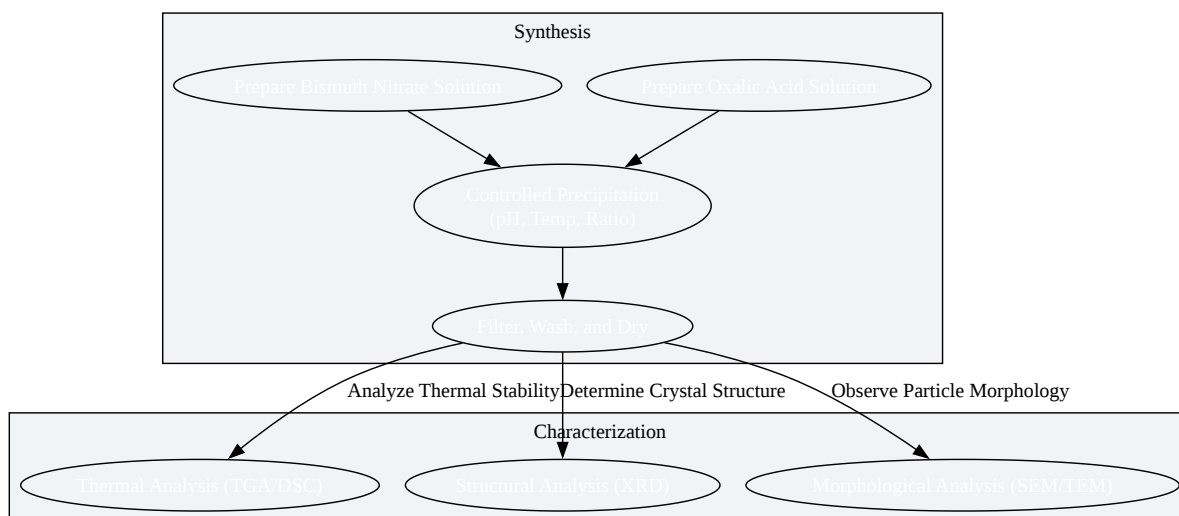 Synthesis
Prepare Bismuth Nitrate Solution
Prepare Oxalic Acid Solution
Controlled Precipitation
(pH, Temp, Ratio)
Filter, Wash, and Dry
Analyze Thermal Stability
Determine Crystal Structure
Observe Particle Morphology
Characterization
Thermal Analysis (TGA/DSC)
Structural Analysis (XRD)
Morphological Analysis (SEM/TEM)